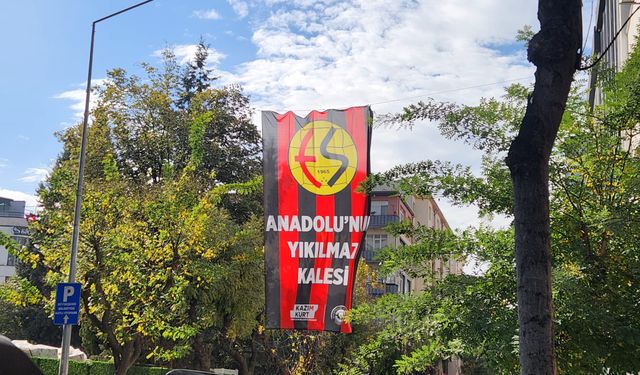 ES
1965
ANADOLU'NUN
YIKILMAZ
KALESİ
KAZIM
KURT
P